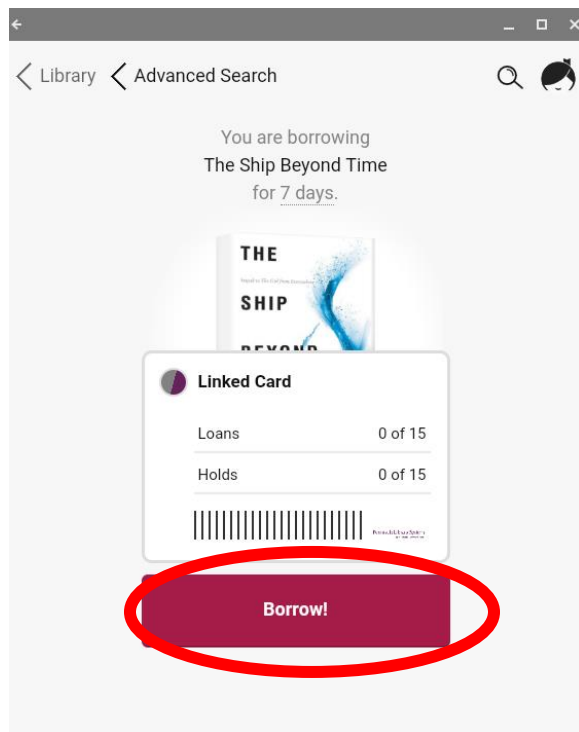 Library Advanced Search
You are borrowing
The Ship Beyond Time
for 7 days.
THE
SHIP
BEYOND
Linked Card
Loans 0 of 15
Holds 0 of 15
Borrow!